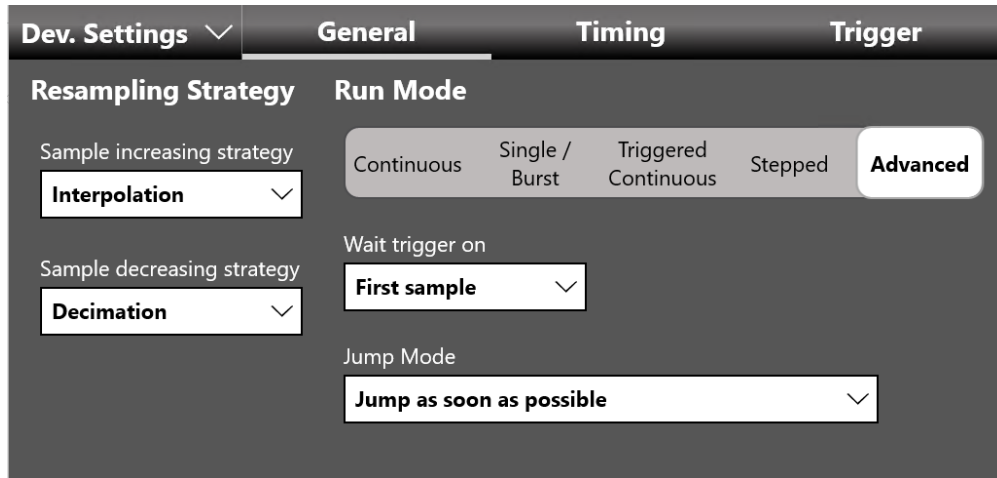 Dev. Settings
General
Timing
Trigger
Resampling Strategy
Sample increasing strategy
Interpolation
Sample decreasing strategy
Decimation
Run Mode
Continuous
Single /
Burst
Triggered
Continuous
Stepped
Advanced
Wait trigger on
First sample
Jump Mode
Jump as soon as possible